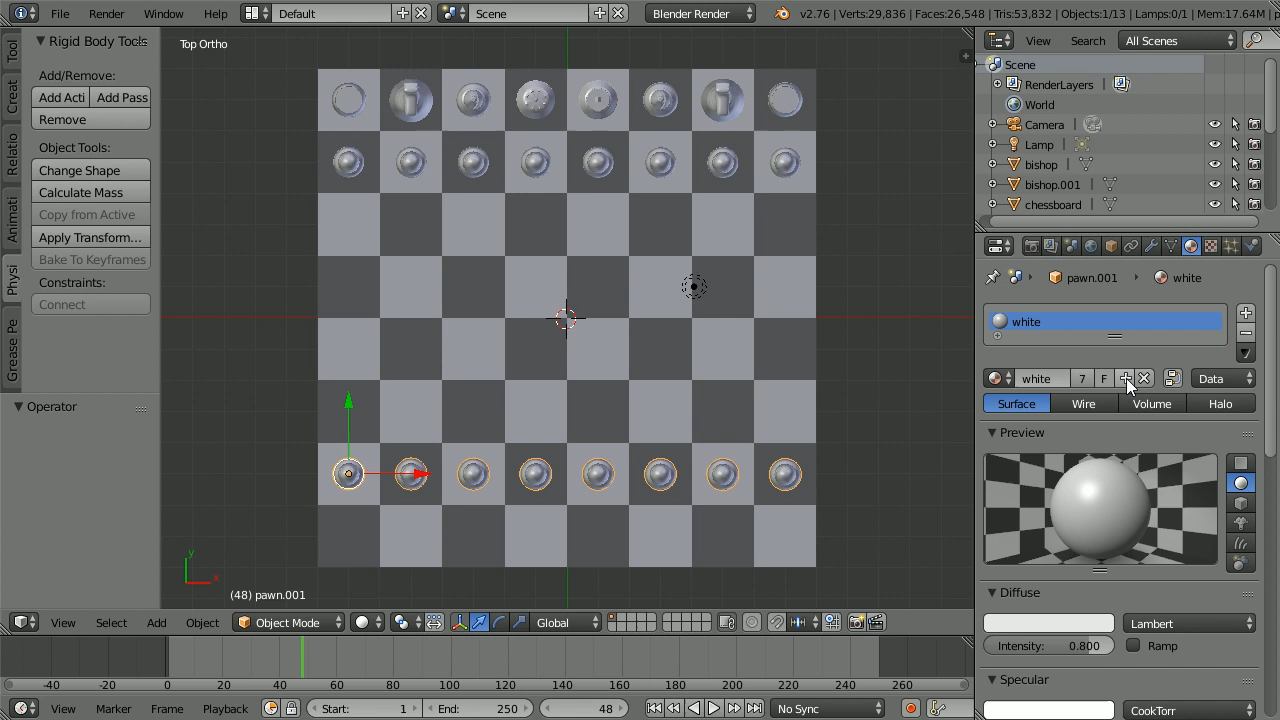 File Render Window Help Default Scene Blender Render v2.76 | Verts:29,836 | Faces:26,548 | Tris:53,832 | Objects:1/13 | Lamps:0/1 | Mem:17.64M | p
Rigid Body Tools
Top Ortho
View Search All Scenes
Tool
Creat
Relatio
Animati
Physi
Grease Pe
Add/Remove:
Add Acti Add Pass
Remove
Object Tools:
Change Shape
Calculate Mass
Copy from Active
Apply Transform...
Bake To Keyframes
Constraints:
Connect
Operator
Scene
RenderLayers |
World
Camera |
Lamp |
bishop |
bishop.001 |
chessboard |
pawn.001 white
white
white 7 F Data
Surface Wire Volume Halo
Preview
Diffuse
Lambert
Intensity: 0.800 Ramp
Specular
CookTorr
y
x
(48) pawn.001
View Select Add Object Object Mode Global
-40 -20 0 20 40 60 80 100 120 140 160 180 200 220 240 260
View Marker Frame Playback Start: 1 End: 250 48 No Sync